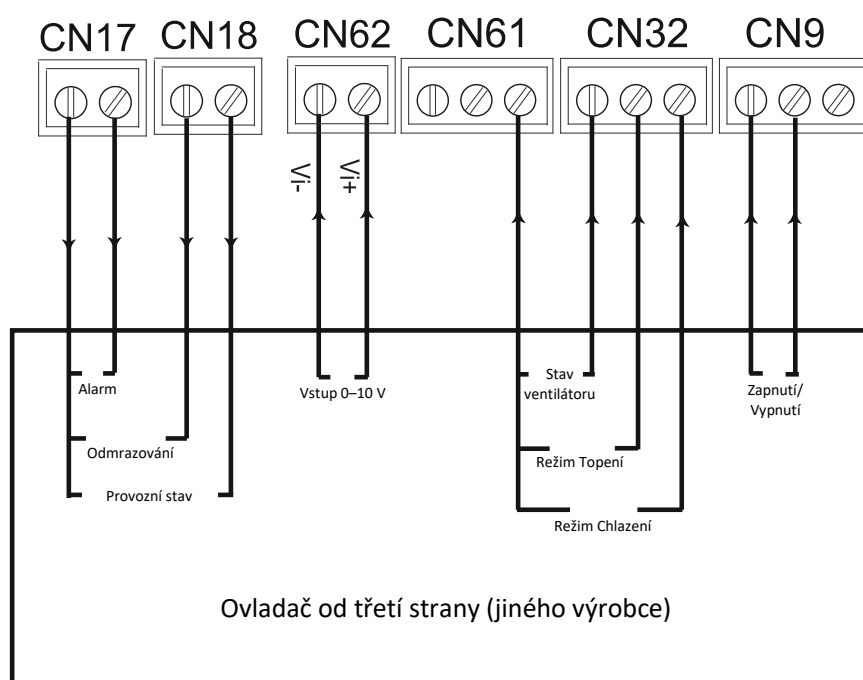 CN17 CN18 CN62 CN61 CN32 CN9
Vi-
Vi+
Alarm
Odmrazování
Provozní stav
Vstup 0–10 V
Stav
ventilátoru
Režim Topení
Režim Chlazení
Zapnutí/
Vypnutí
Ovladač od třetí strany (jiného výrobce)